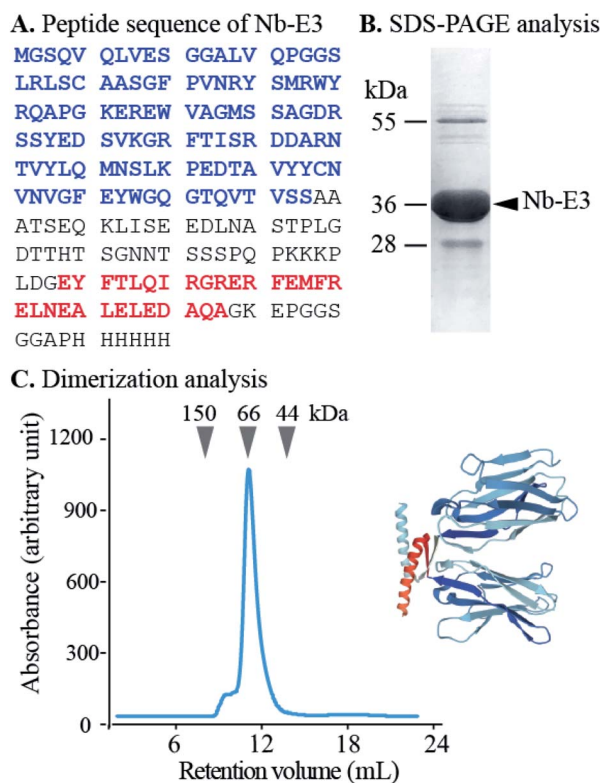 A. Peptide sequence of Nb-E3
MGSQV QLVESGGALV QPGGS
LRLSC AASGF PVNRY SMRWY
RQAPG KEREW VAGMS SAGDR
SSYED SVKGR FTISR DDARN
TVYLQ MNSLK PEDTA VYYCN
VNVGF EYWGQ GTQVT VSSAA
ATSEQ KLISE EDLNA STPLG
DTTHT SGNNT SSSPQ PKKKP
LDGEY FTLQI RGRER FEMFR
ELNEA LELED AQAGK EPGGS
GGAPH HHHHH
B. SDS-PAGE analysis
kDa
55
36
28
Nb-E3
C. Dimerization analysis
150 66 44 kDa
Absorbance (arbitrary unit)
1200
900
600
300
0
6 12 18 24
Retention volume (mL)